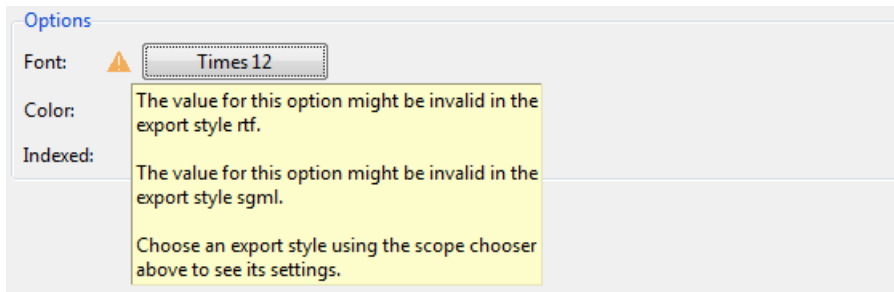 Options
Font: Times 12
Color:
Indexed:
The value for this option might be invalid in the
export style rtf.
The value for this option might be invalid in the
export style sgml.
Choose an export style using the scope chooser
above to see its settings.